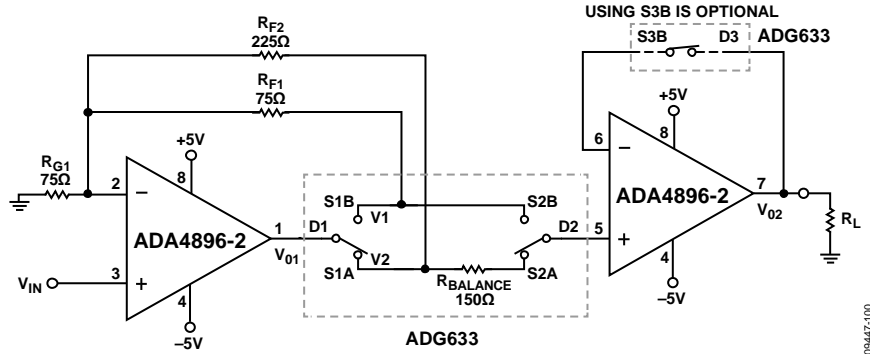 USING S3B IS OPTIONAL
RF2
225Ω
S3B
D3
ADG633
RF1
75Ω
+5V
+5V
RG1
75Ω
2
–
8
6
–
8
S1B
S2B
ADA4896-2
1
D1
V1
D2
5
ADA4896-2
7
V01
V2
V02
RL
VIN
3
+
S1A
RBALANCE
150Ω
S2A
+
4
4
–5V
–5V
ADG633
09447-100